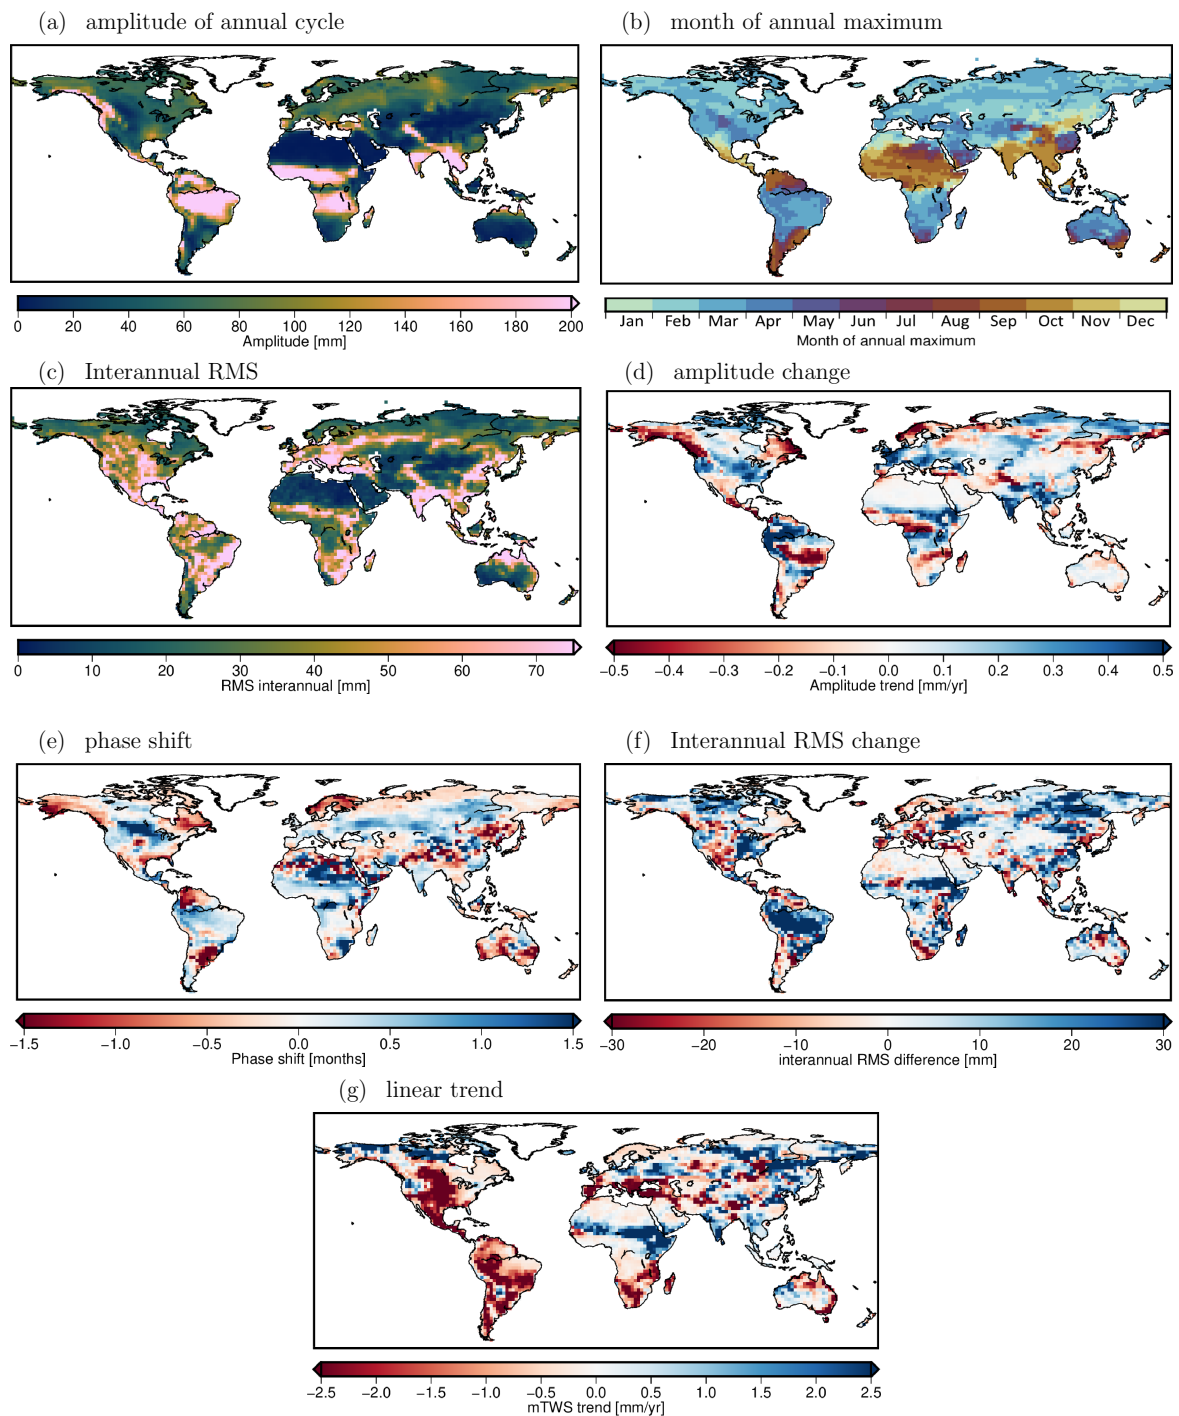 (a) amplitude of annual cycle
(b) month of annual maximum
0 20 40 60 80 100 120 140 160 180 200
Amplitude [mm]
Jan Feb Mar Apr May Jun Jul Aug Sep Oct Nov Dec
Month of annual maximum
(c) Interannual RMS
(d) amplitude change
0 10 20 30 40 50 60 70
RMS interannual [mm]
−0.5 −0.4 −0.3 −0.2 −0.1 0.0 0.1 0.2 0.3 0.4 0.5
Amplitude trend [mm/yr]
(e) phase shift
(f) Interannual RMS change
−1.5 −1.0 −0.5 0.0 0.5 1.0 1.5
Phase shift [months]
−30 −20 −10 0 10 20 30
interannual RMS difference [mm]
(g) linear trend
−2.5 −2.0 −1.5 −1.0 −0.5 0.0 0.5 1.0 1.5 2.0 2.5
mTWS trend [mm/yr]